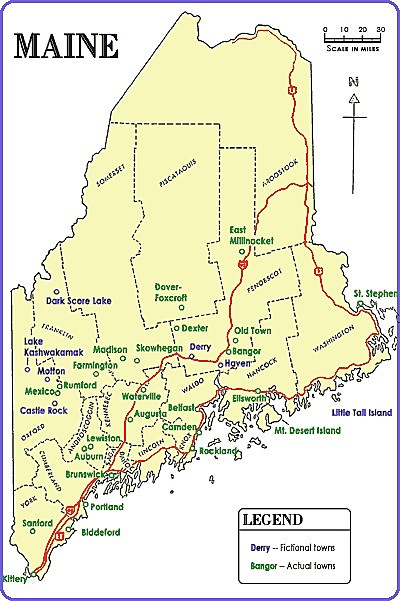 MAINE
0 10 20 30
SCALE IN MILES
N
SOMERSET
PISCATAQUIS
AROOSTOOK
1
East
Millinocket
95
1
PENOBSCOT
St. Stephen
Dark Score Lake
Dover-
Foxcroft
Dexter
FRANKLIN
Lake
Kashwakamak
Madison
Skowhegan
Derry
Old Town
Bangor
WASHINGTON
Motton
Farmington
Haven
HANCOCK
Mexico
Rumford
WALDO
Castle Rock
Waterville
Belfast
Ellsworth
KENNEBEC
Augusta
Little Tall Island
OXFORD
ANDROSCOGGIN
Camden
Mt. Desert Island
Lewiston
LINCOLN
KNOX
Auburn
Rockland
CUMBERLAND
Brunswick
YORK
Portland
95
Sanford
1
Biddeford
Kittery
LEGEND
Derry -- Fictional towns
Bangor -- Actual towns